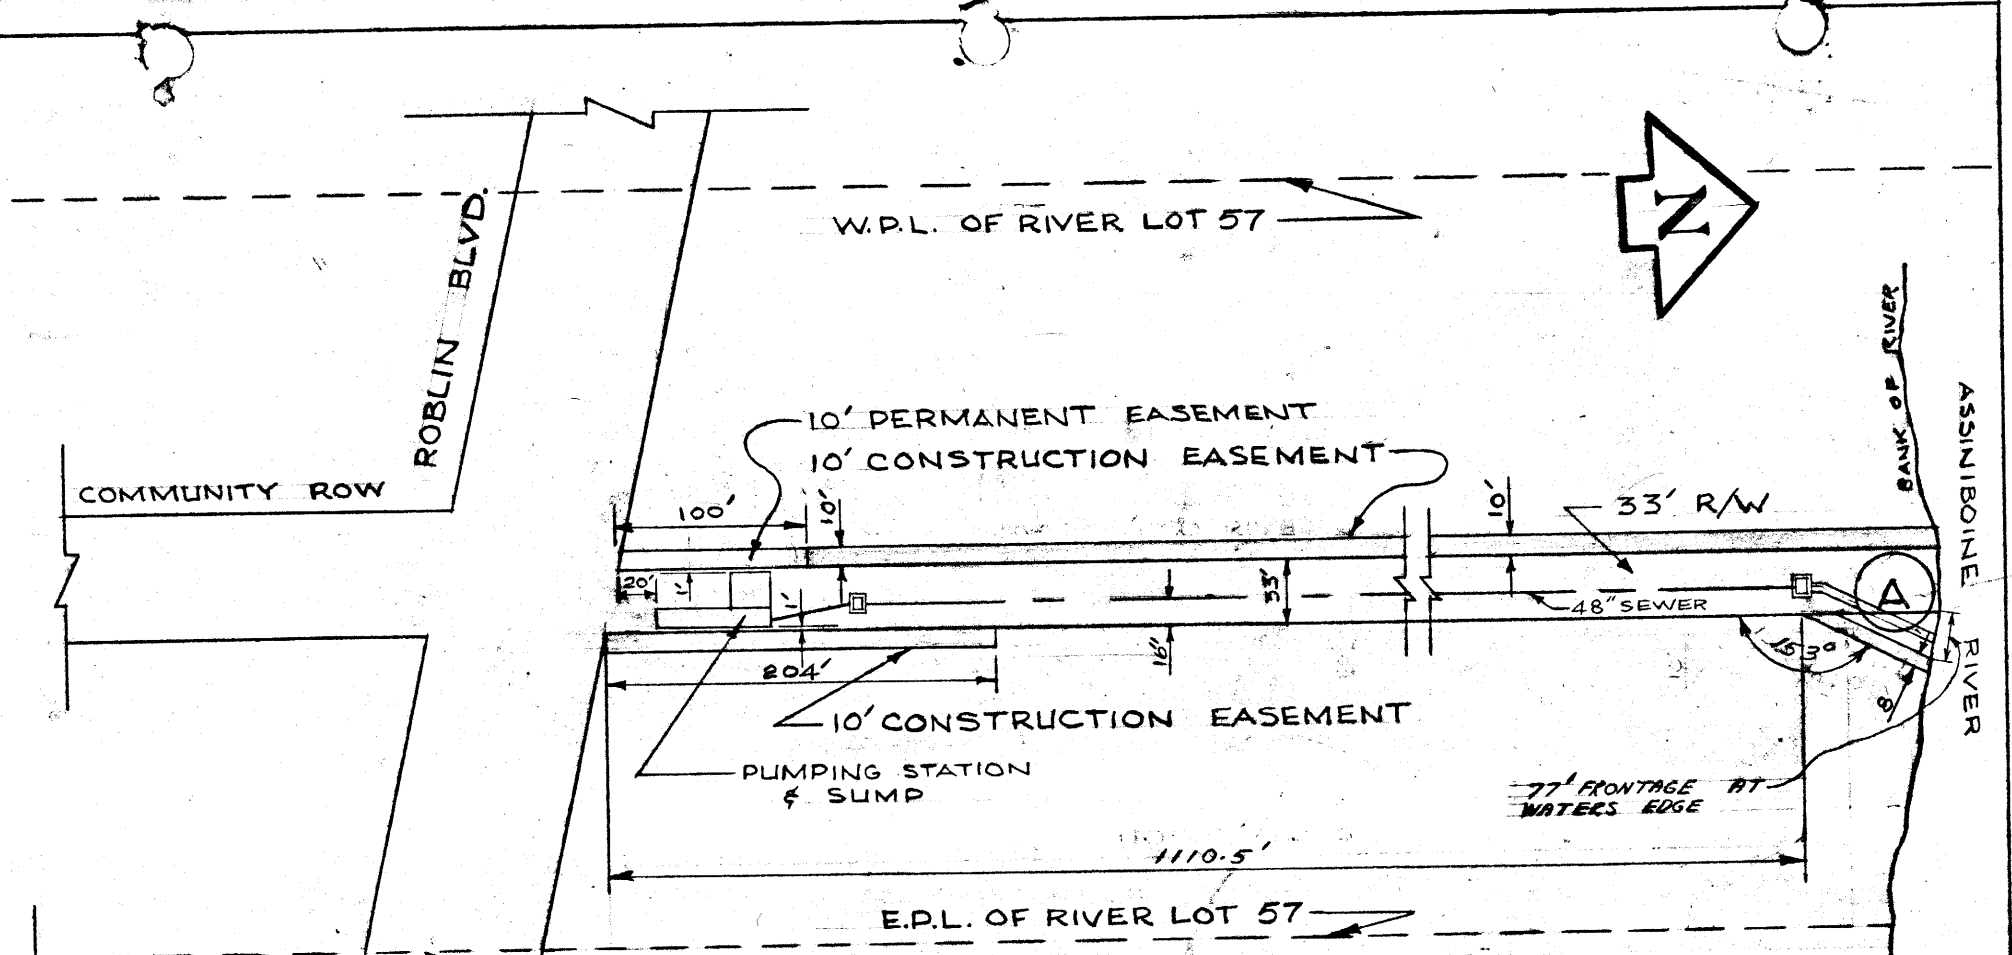 N
W.P.L. OF RIVER LOT 57
ROBLIN BLVD.
BANK OF RIVER
ASSINIBOINE RIVER
10' PERMANENT EASEMENT
10' CONSTRUCTION EASEMENT
COMMUNITY ROW
100'
10'
10'
33' R/W
20'
1'
1'
33'
48" SEWER
A
16'
153°
204'
8'
10' CONSTRUCTION EASEMENT
PUMPING STATION
& SUMP
77' FRONTAGE AT
WATERS EDGE
1110.5'
E.P.L. OF RIVER LOT 57